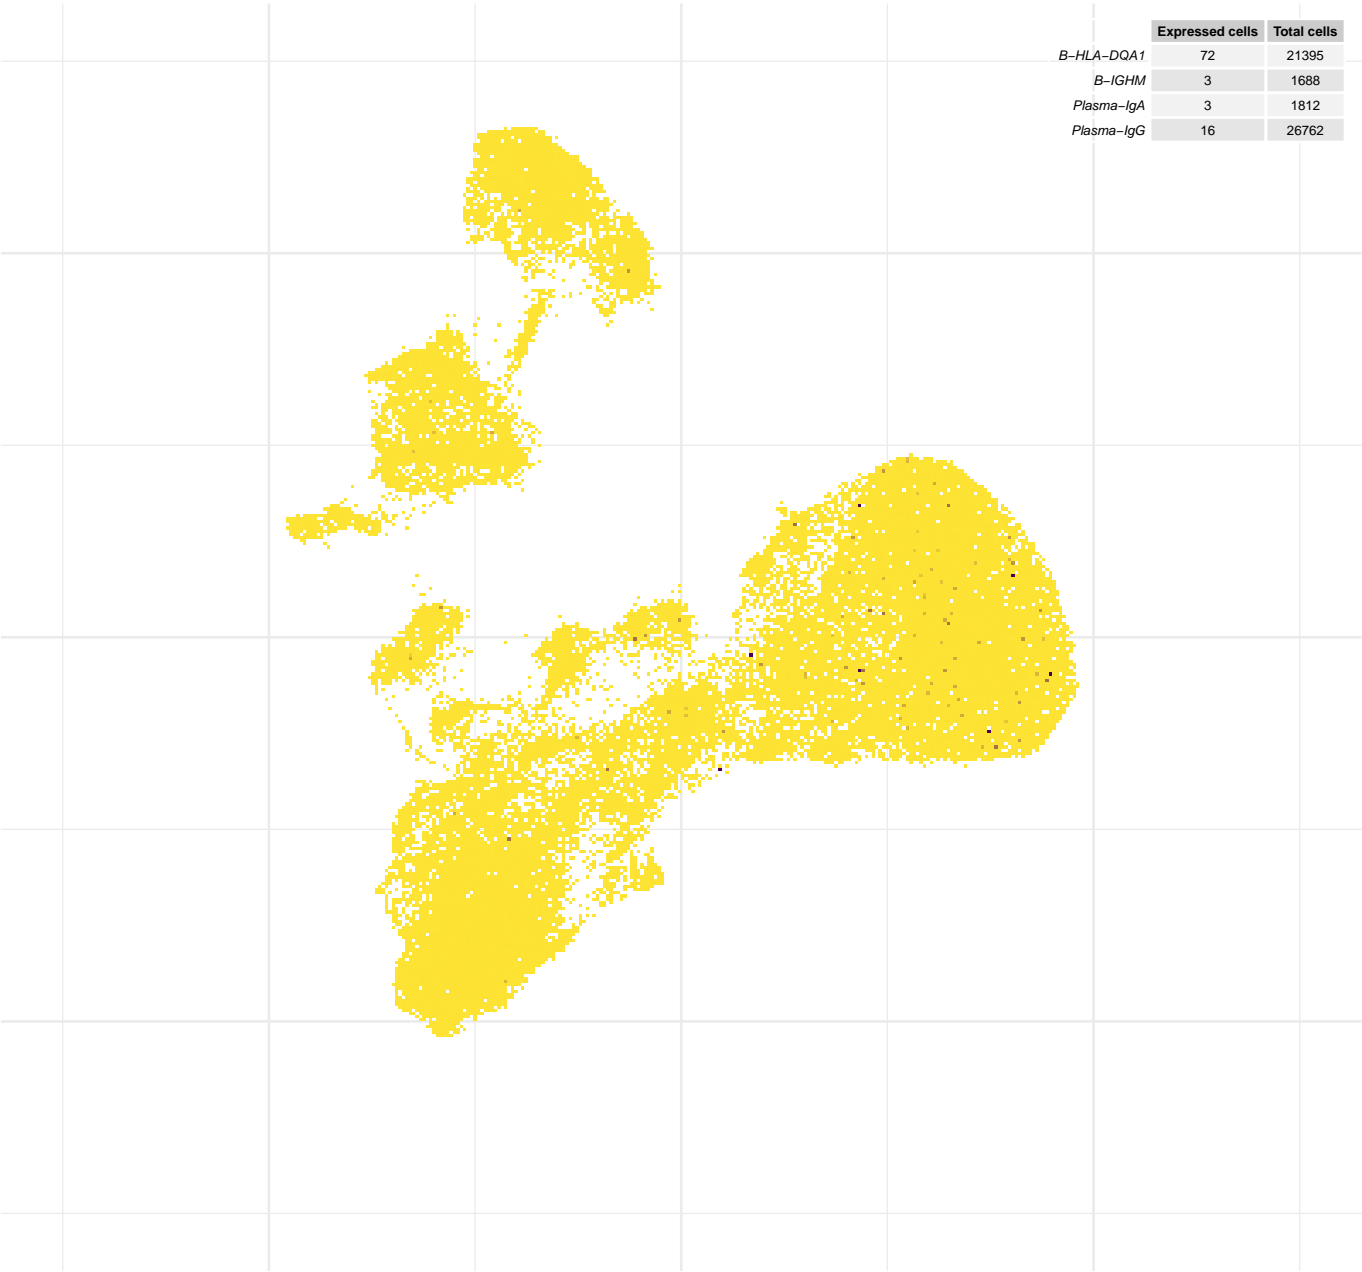 Expressed cells Total cells
B−HLA−DQA1 72 21395
B−IGHM 3 1688
Plasma−IgA 3 1812
Plasma−IgG 16 26762